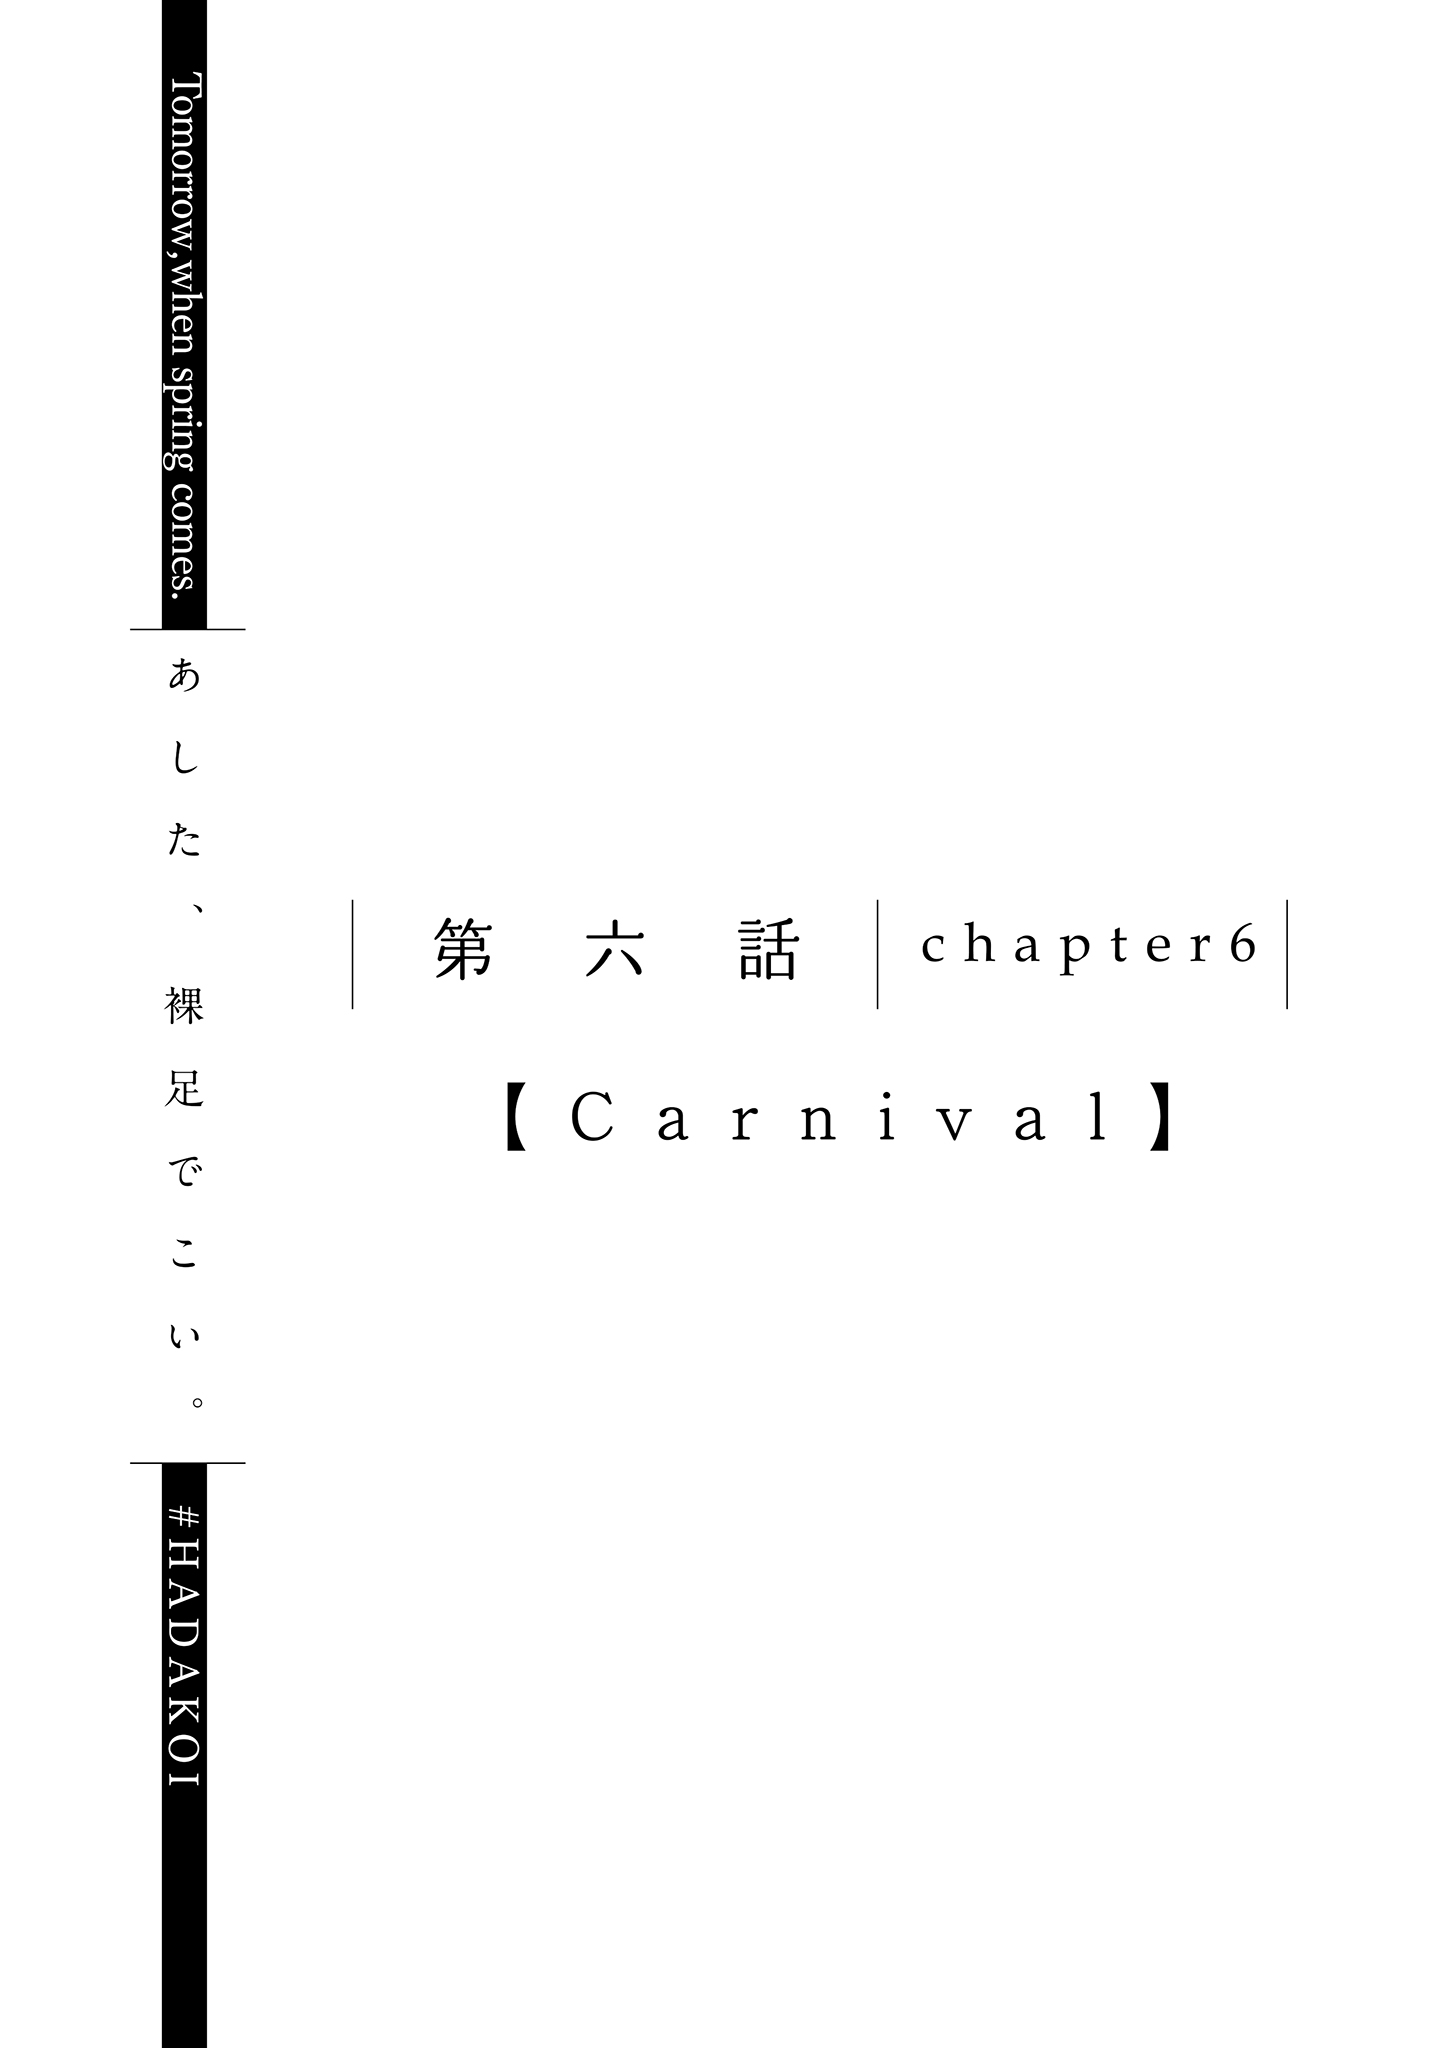 Tomorrow,when spring comes.
あした、裸足でこい。
#HADAKOI
第六話
chapter6
【Carnival】